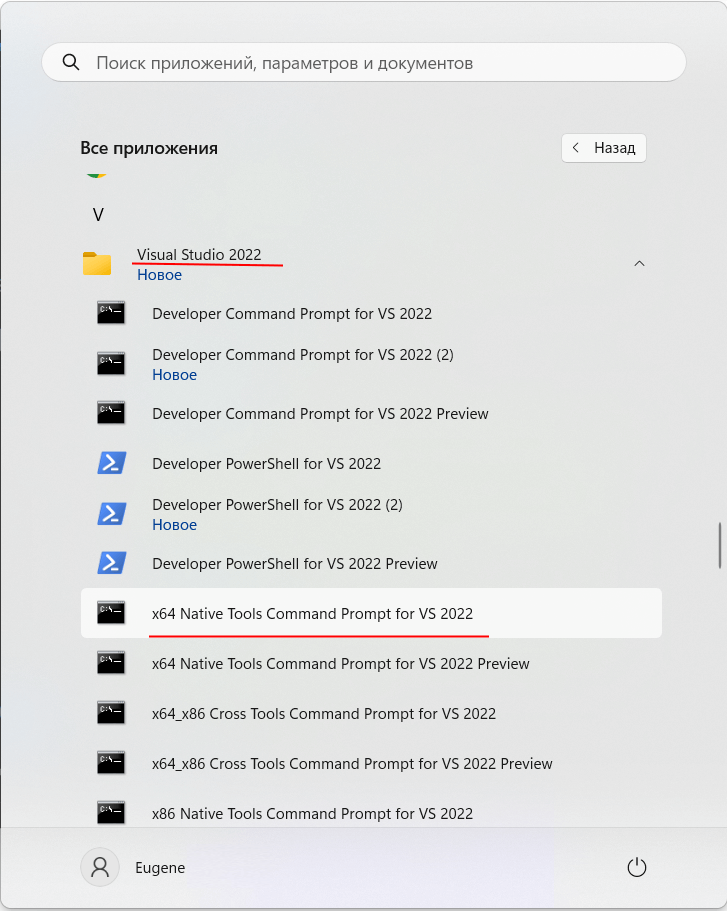 Поиск приложений, параметров и документов
Все приложения
Назад
V
Visual Studio 2022
Новое
Developer Command Prompt for VS 2022
Developer Command Prompt for VS 2022 (2)
Новое
Developer Command Prompt for VS 2022 Preview
Developer PowerShell for VS 2022
Developer PowerShell for VS 2022 (2)
Новое
Developer PowerShell for VS 2022 Preview
x64 Native Tools Command Prompt for VS 2022
x64 Native Tools Command Prompt for VS 2022 Preview
x64_x86 Cross Tools Command Prompt for VS 2022
x64_x86 Cross Tools Command Prompt for VS 2022 Preview
x86 Native Tools Command Prompt for VS 2022
Eugene